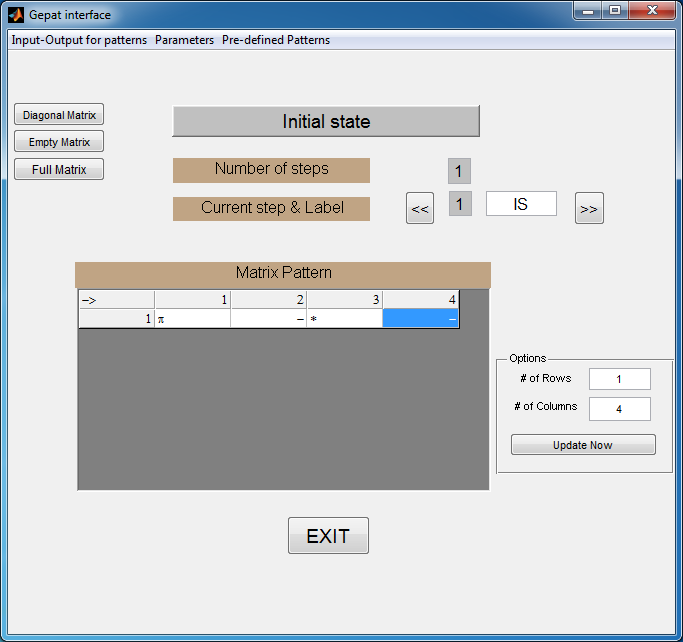 Gepat interface
Input-Output for patterns Parameters Pre-defined Patterns
Diagonal Matrix
Empty Matrix
Full Matrix
Initial state
Number of steps 1
Current step & Label << 1 IS >>
Matrix Pattern
--> 1 2 3 4
1 π – * –
Options
# of Rows 1
# of Columns 4
Update Now
EXIT